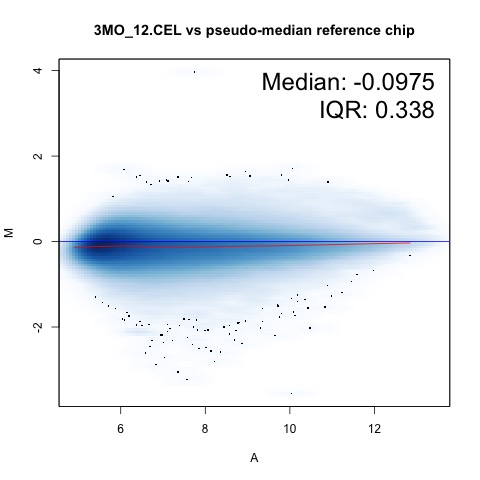 3MO_12.CEL vs pseudo-median reference chip
Median: -0.0975
IQR: 0.338
4
2
0
-2
M
6 8 10 12
A